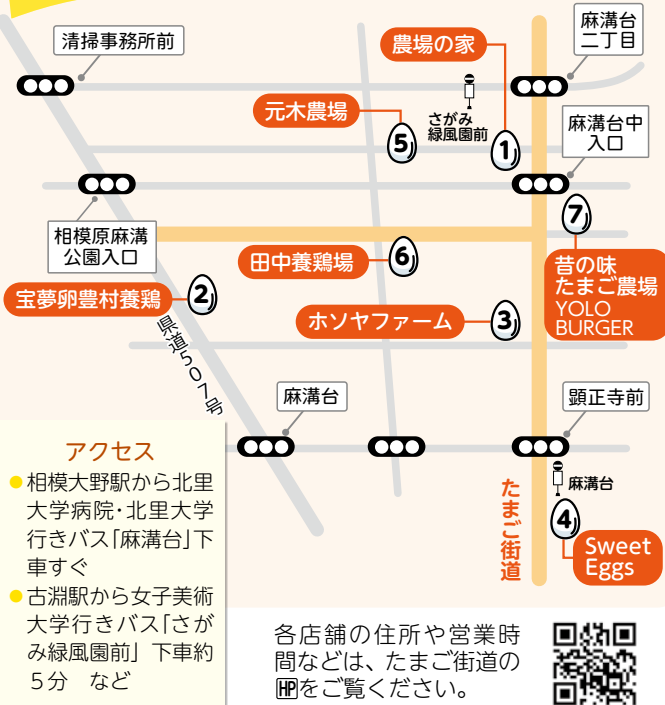 清掃事務所前
麻溝台
二丁目
農場の家
1
さがみ
緑風園前
元木農場
5
麻溝台中
入口
相模原麻溝
公園入口
7
昔の味
たまご農場
YOLO
BURGER
田中養鶏場
6
宝夢卵豊村養鶏
2
ホソヤファーム
3
県道507号
麻溝台
顕正寺前
麻溝台
4
Sweet
Eggs
たまご街道
アクセス
●相模大野駅から北里
大学病院・北里大学
行きバス「麻溝台」下
車すぐ
●古淵駅から女子美術
大学行きバス「さが
み緑風園前」下車約
5分 など
各店舗の住所や営業時
間などは、たまご街道の
HPをご覧ください。